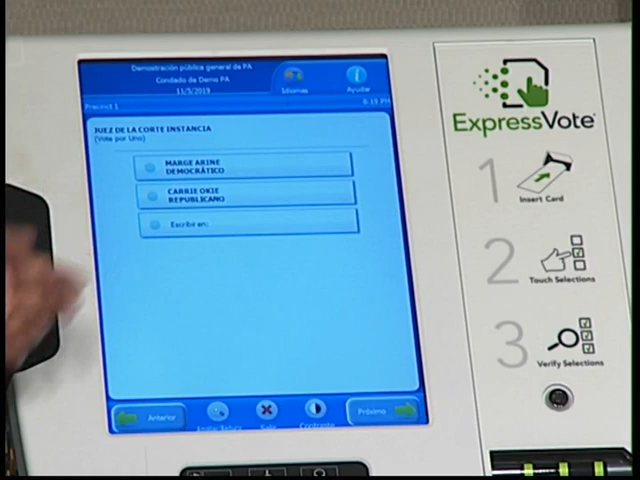 Demostración pública general de PA
Condado de Demo PA
11/5/2019
Idiomas
Ayudar
Precinct 1
6:19 PM
JUEZ DE LA CORTE INSTANCIA
(Vote por Uno)
MARGE ARINE
DEMOCRÁTICO
CARRIE OKIE
REPUBLICANO
Escribir en:
Anterior
Contraste
Próximo
ExpressVote
1
Insert Card
2
Touch Selections
3
Verify Selections